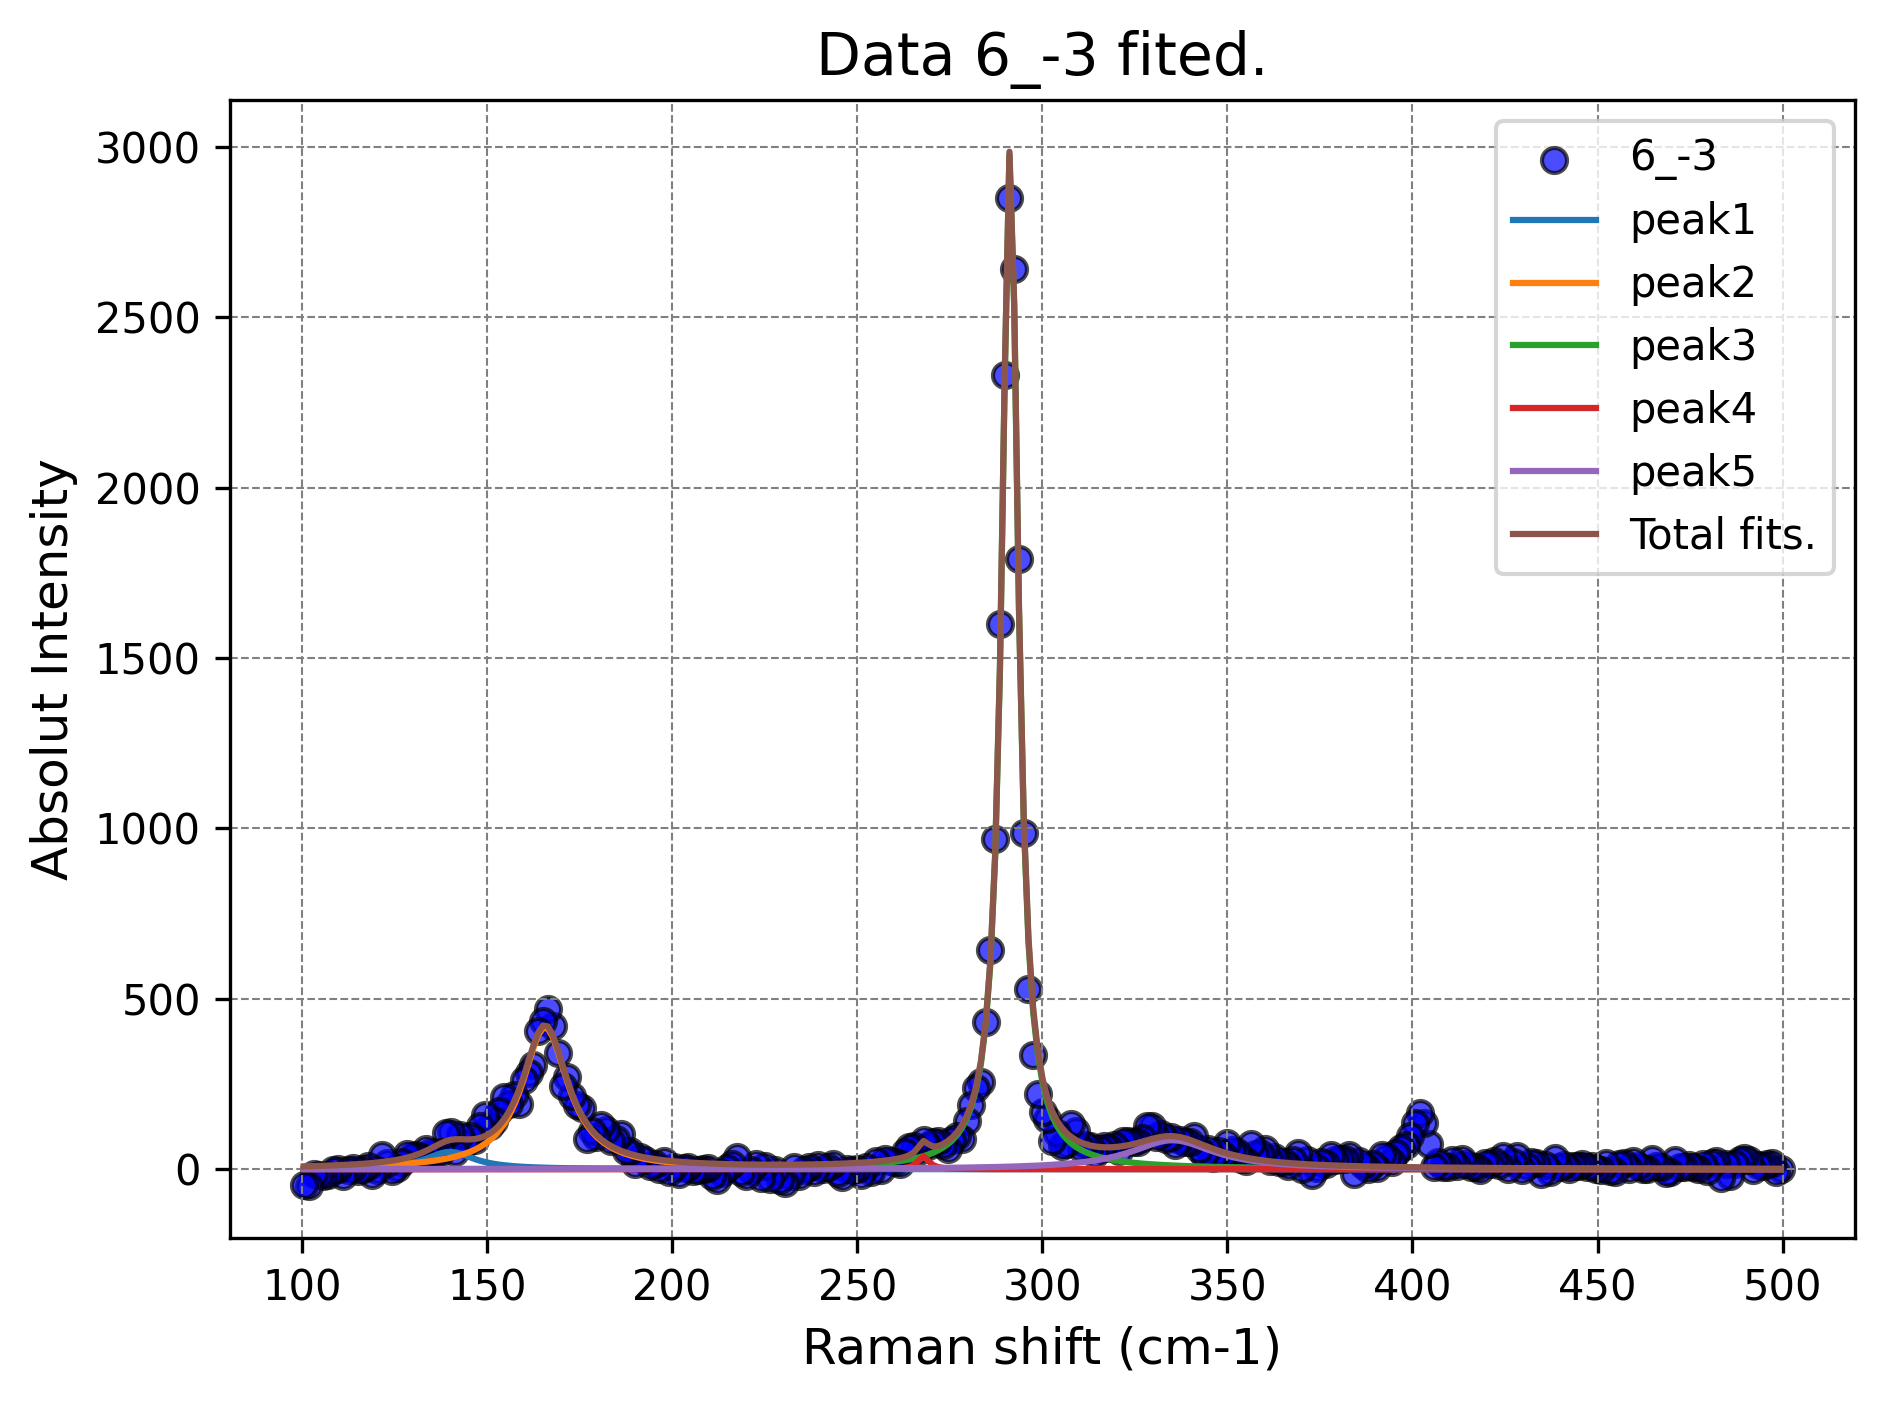 Data 6_-3 fited.
3000
2500
2000
1500
1000
500
0
Absolut Intensity
6_-3
peak1
peak2
peak3
peak4
peak5
Total fits.
100 150 200 250 300 350 400 450 500
Raman shift (cm-1)